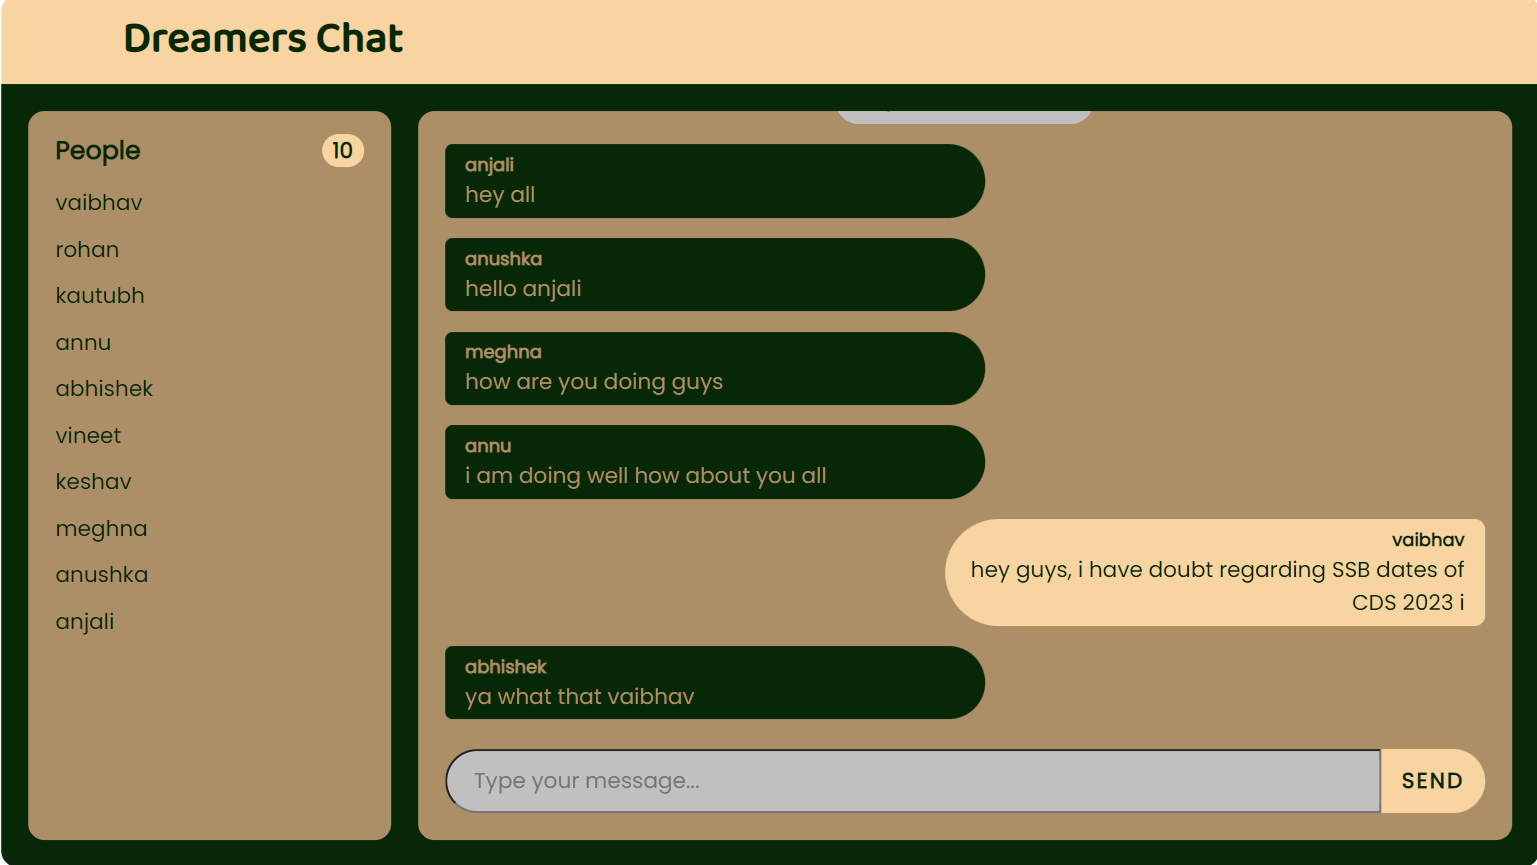 Dreamers Chat
People 10
vaibhav
rohan
kautubh
annu
abhishek
vineet
keshav
meghna
anushka
anjali
anjali
hey all
anushka
hello anjali
meghna
how are you doing guys
annu
i am doing well how about you all
vaibhav
hey guys, i have doubt regarding SSB dates of
CDS 2023 i
abhishek
ya what that vaibhav
Type your message...
SEND